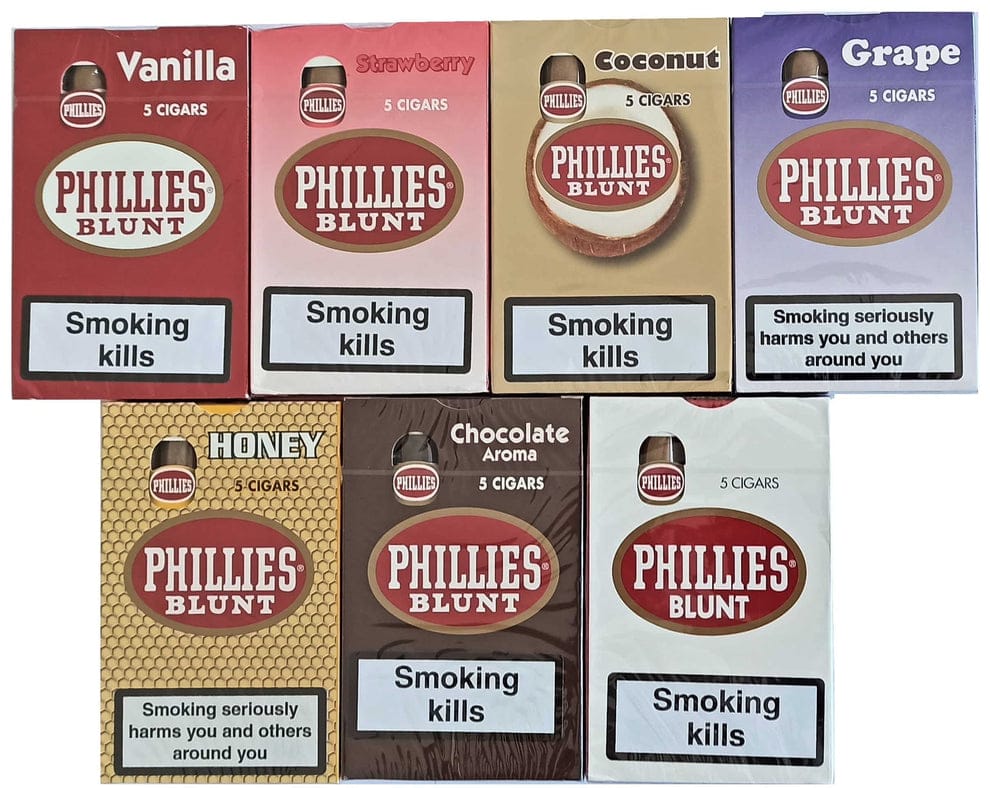 Vanilla
PHILLIES
5 CIGARS
PHILLIES®
BLUNT
Smoking
kills
Strawberry
PHILLIES
5 CIGARS
PHILLIES®
BLUNT
Smoking
kills
Coconut
PHILLIES
5 CIGARS
PHILLIES®
BLUNT
Smoking
kills
Grape
PHILLIES
5 CIGARS
PHILLIES®
BLUNT
Smoking seriously
harms you and others
around you
HONEY
PHILLIES
5 CIGARS
PHILLIES®
BLUNT
Smoking seriously
harms you and others
around you
Chocolate
Aroma
PHILLIES
5 CIGARS
PHILLIES®
BLUNT
Smoking
kills
PHILLIES
5 CIGARS
PHILLIES®
BLUNT
Smoking
kills